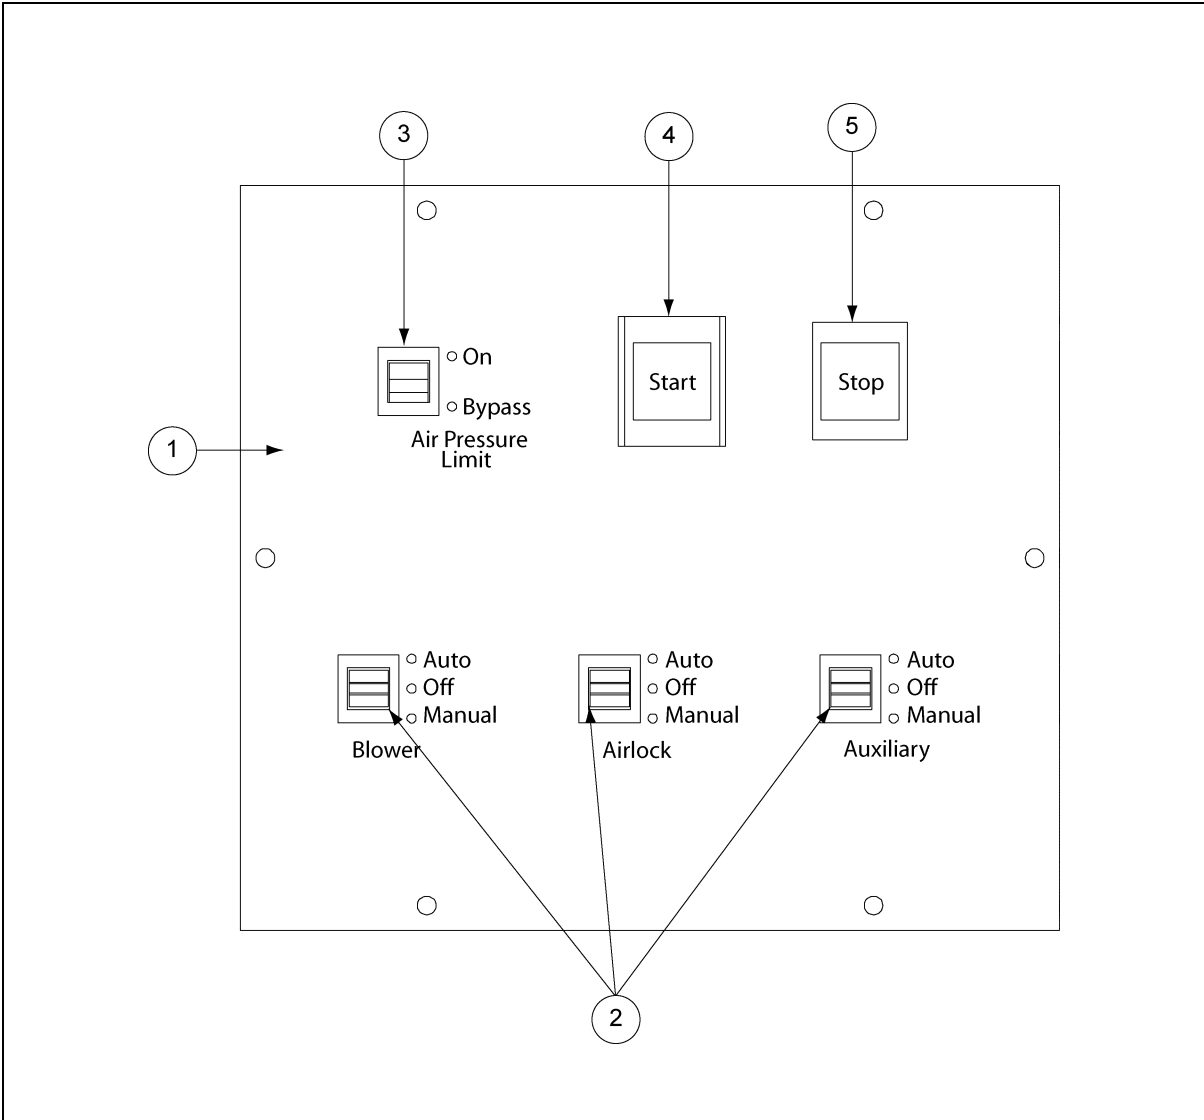 3
4
5
On
Bypass
Air Pressure
Limit
Start
Stop
1
Auto
Off
Manual
Blower
Auto
Off
Manual
Airlock
Auto
Off
Manual
Auxiliary
2